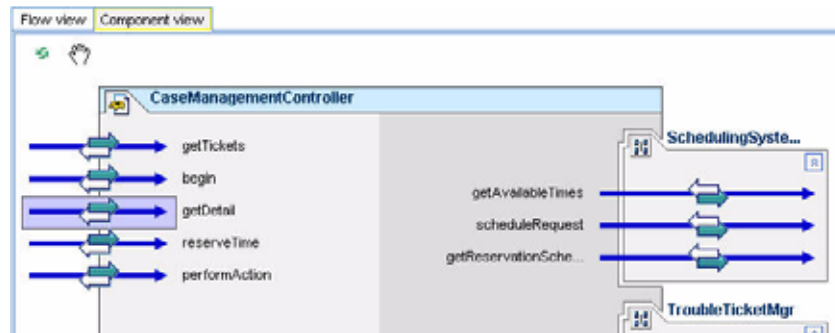 Flow view Component view
CaseManagementController
getTickets
begin
getDetail
reserveTime
performAction
getAvailableTimes
scheduleRequest
getReservationSche...
SchedulingSyste...
R
TroubleTicketMgr